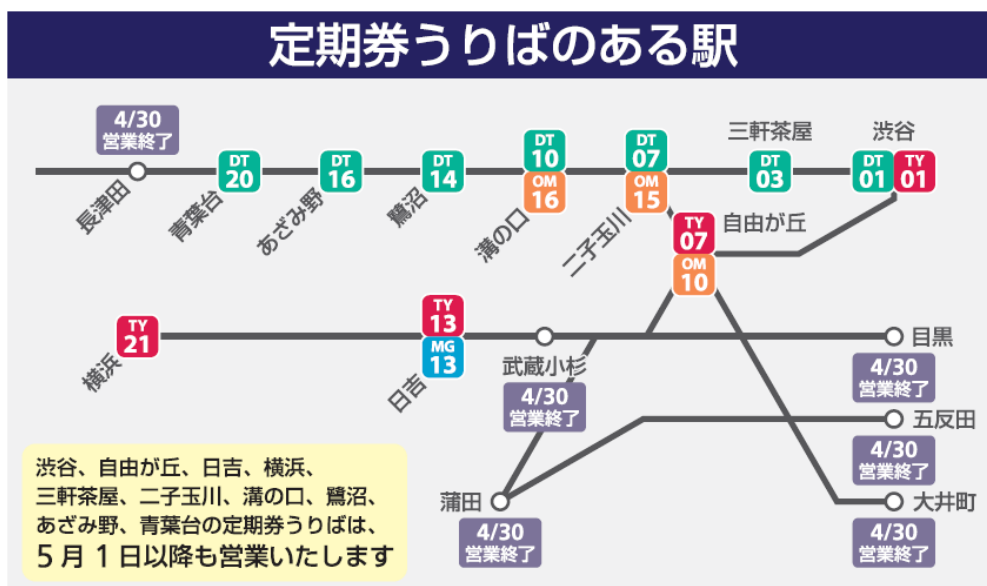 定期券うりばのある駅
4/30
営業終了
長津田
DT
20
青葉台
DT
16
あざみ野
DT
14
鷺沼
DT
10
OM
16
溝の口
DT
07
OM
15
二子玉川
三軒茶屋
DT
03
渋谷
DT
01
TY
01
TY
07
OM
10
自由が丘
TY
21
横浜
TY
13
MG
13
日吉
武蔵小杉
4/30
営業終了
目黒
4/30
営業終了
五反田
4/30
営業終了
大井町
4/30
営業終了
蒲田
4/30
営業終了
渋谷、自由が丘、日吉、横浜、
三軒茶屋、二子玉川、溝の口、鷺沼、
あざみ野、青葉台の定期券うりばは、
5月1日以降も営業いたします